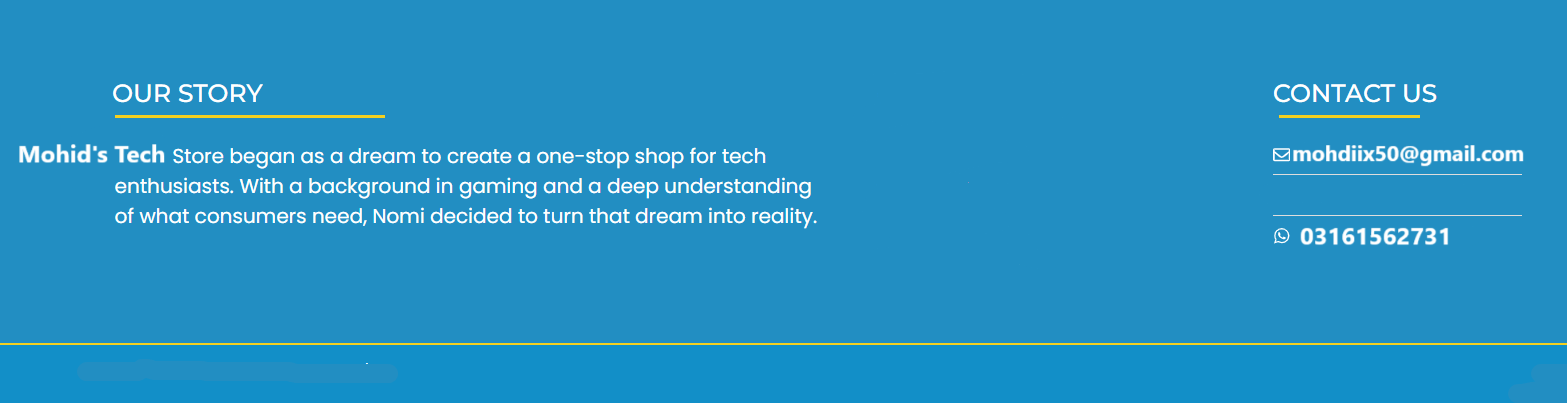 OUR STORY
Mohid's Tech Store began as a dream to create a one-stop shop for tech
enthusiasts. With a background in gaming and a deep understanding
of what consumers need, Nomi decided to turn that dream into reality.
CONTACT US
mohdiix50@gmail.com
03161562731